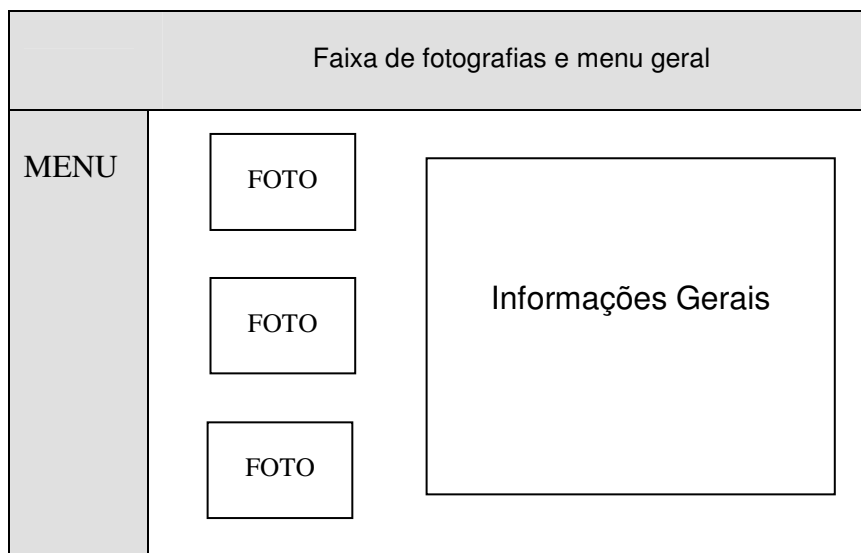 Faixa de fotografias e menu geral
MENU
FOTO
FOTO
FOTO
Informações Gerais